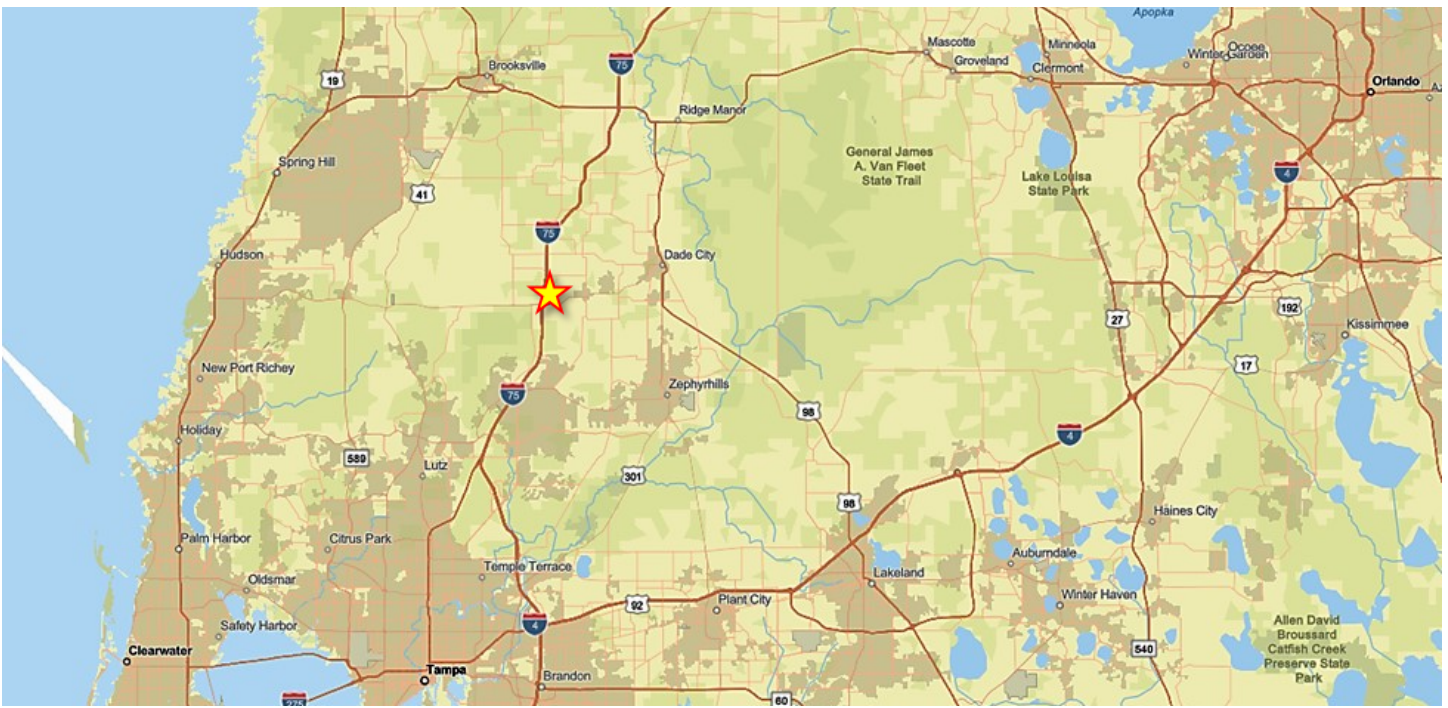 Apopka
Mascotte
Minneola
Ocoee
Winter Garden
Groveland
Clermont
Orlando
Az
75
Brooksville
19
Ridge Manor
General James
A. Van Fleet
State Trail
Spring Hill
Lake Louisa
State Park
4
41
75
Hudson
Dade City
192
27
Kissimmee
New Port Richey
17
Zephyrhills
75
98
Holiday
4
589
Lutz
301
98
Haines City
Palm Harbor
Citrus Park
Auburndale
Temple Terrace
Lakeland
Oldsmar
92
Plant City
Winter Haven
Safety Harbor
4
Allen David
Broussard
Catfish Creek
Preserve State
Park
Clearwater
540
Tampa
Brandon
275
60